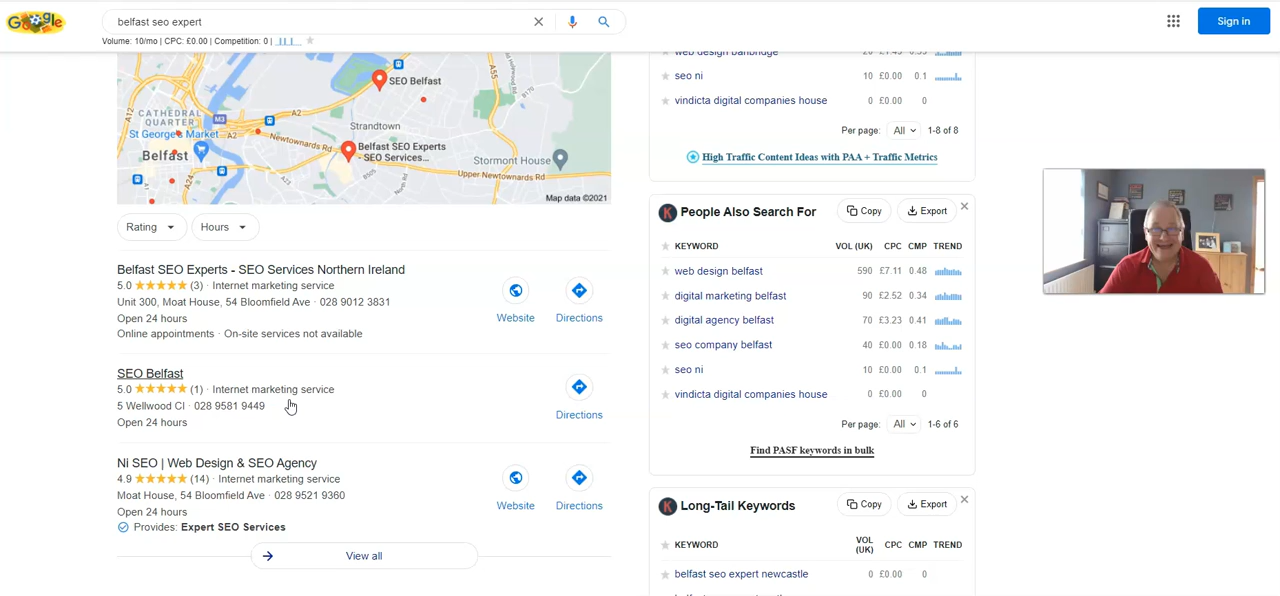 Google
belfast seo expert
Sign in
Volume: 10/mo | CPC: £0.00 | Competition: 0 |
SEO Belfast
A55
A2
M3
CATHEDRAL
QUARTER
Strandtown
St George's Market
A2
Newtownards Rd
Belfast SEO Experts
- SEO Services...
Belfast
Stormont House
Upper Newtownards Rd
Map data ©2021
Rating
Hours
Belfast SEO Experts - SEO Services Northern Ireland
5.0 (3) · Internet marketing service
Unit 300, Moat House, 54 Bloomfield Ave · 028 9012 3831
Open 24 hours
Online appointments · On-site services not available
Website
Directions
SEO Belfast
5.0 (1) · Internet marketing service
5 Wellwood Cl · 028 9581 9449
Open 24 hours
Directions
Ni SEO | Web Design & SEO Agency
4.9 (14) · Internet marketing service
Moat House, 54 Bloomfield Ave · 028 9521 9360
Open 24 hours
Provides: Expert SEO Services
Website
Directions
View all
web design banbridge
seo ni 10 £0.00 0.1
vindicta digital companies house 0 £0.00 0
Per page: All 1-8 of 8
High Traffic Content Ideas with PAA + Traffic Metrics
K People Also Search For Copy Export
KEYWORD VOL (UK) CPC CMP TREND
web design belfast 590 £7.11 0.48
digital marketing belfast 90 £2.52 0.34
digital agency belfast 70 £3.23 0.41
seo company belfast 40 £0.00 0.18
seo ni 10 £0.00 0.1
vindicta digital companies house 0 £0.00 0
Per page: All 1-6 of 6
Find PASF keywords in bulk
K Long-Tail Keywords Copy Export
KEYWORD VOL (UK) CPC CMP TREND
belfast seo expert newcastle 0 £0.00 0